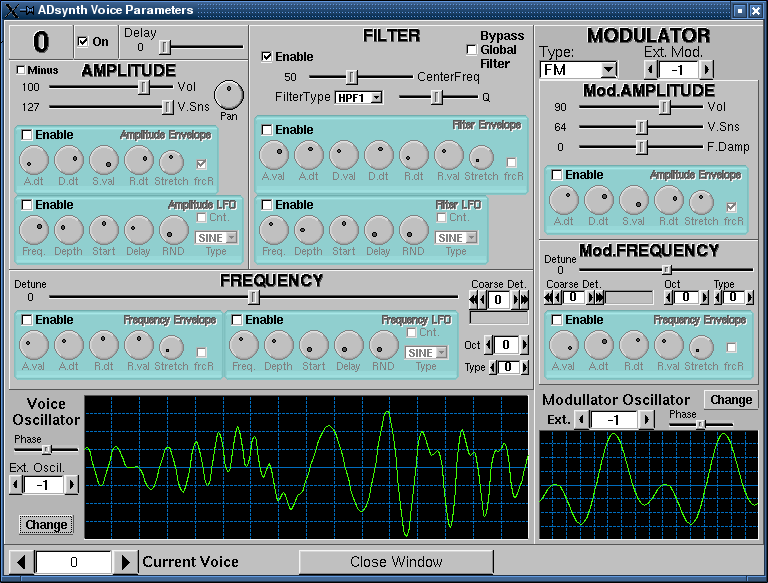 ADsynth Voice Parameters
0
On
Delay
0
Minus
AMPLITUDE
100 Vol
127 V.Sns
Pan
Enable Amplitude Envelope
A.dt D.dt S.val R.dt Stretch frcR
Enable Amplitude LFO
Cnt.
SINE
Freq. Depth Start Delay RND Type
FILTER
Enable
Bypass
Global
Filter
50 CenterFreq
FilterType HPF1 Q
Enable Filter Envelope
A.val A.dt D.val D.dt R.dt R.val Stretch frcR
Enable Filter LFO
Cnt.
SINE
Freq. Depth Start Delay RND Type
FREQUENCY
Detune
0
Coarse Det.
0
Enable Frequency Envelope
A.val A.dt R.dt R.val Stretch frcR
Enable Frequency LFO
Cnt.
SINE
Freq. Depth Start Delay RND Type
Oct 0
Type 0
MODULATOR
Type: Ext. Mod.
FM -1
Mod.AMPLITUDE
90 Vol
64 V.Sns
0 F.Damp
Enable Amplitude Envelope
A.dt D.dt S.val R.dt Stretch frcR
Mod.FREQUENCY
Detune
0
Coarse Det. Oct Type
0 0 0
Enable Frequency Envelope
A.val A.dt R.dt R.val Stretch frcR
Voice
Oscillator
Phase
Ext. Oscil.
-1
Change
Modullator Oscillator
Change
Ext. -1
Phase
0
Current Voice
Close Window